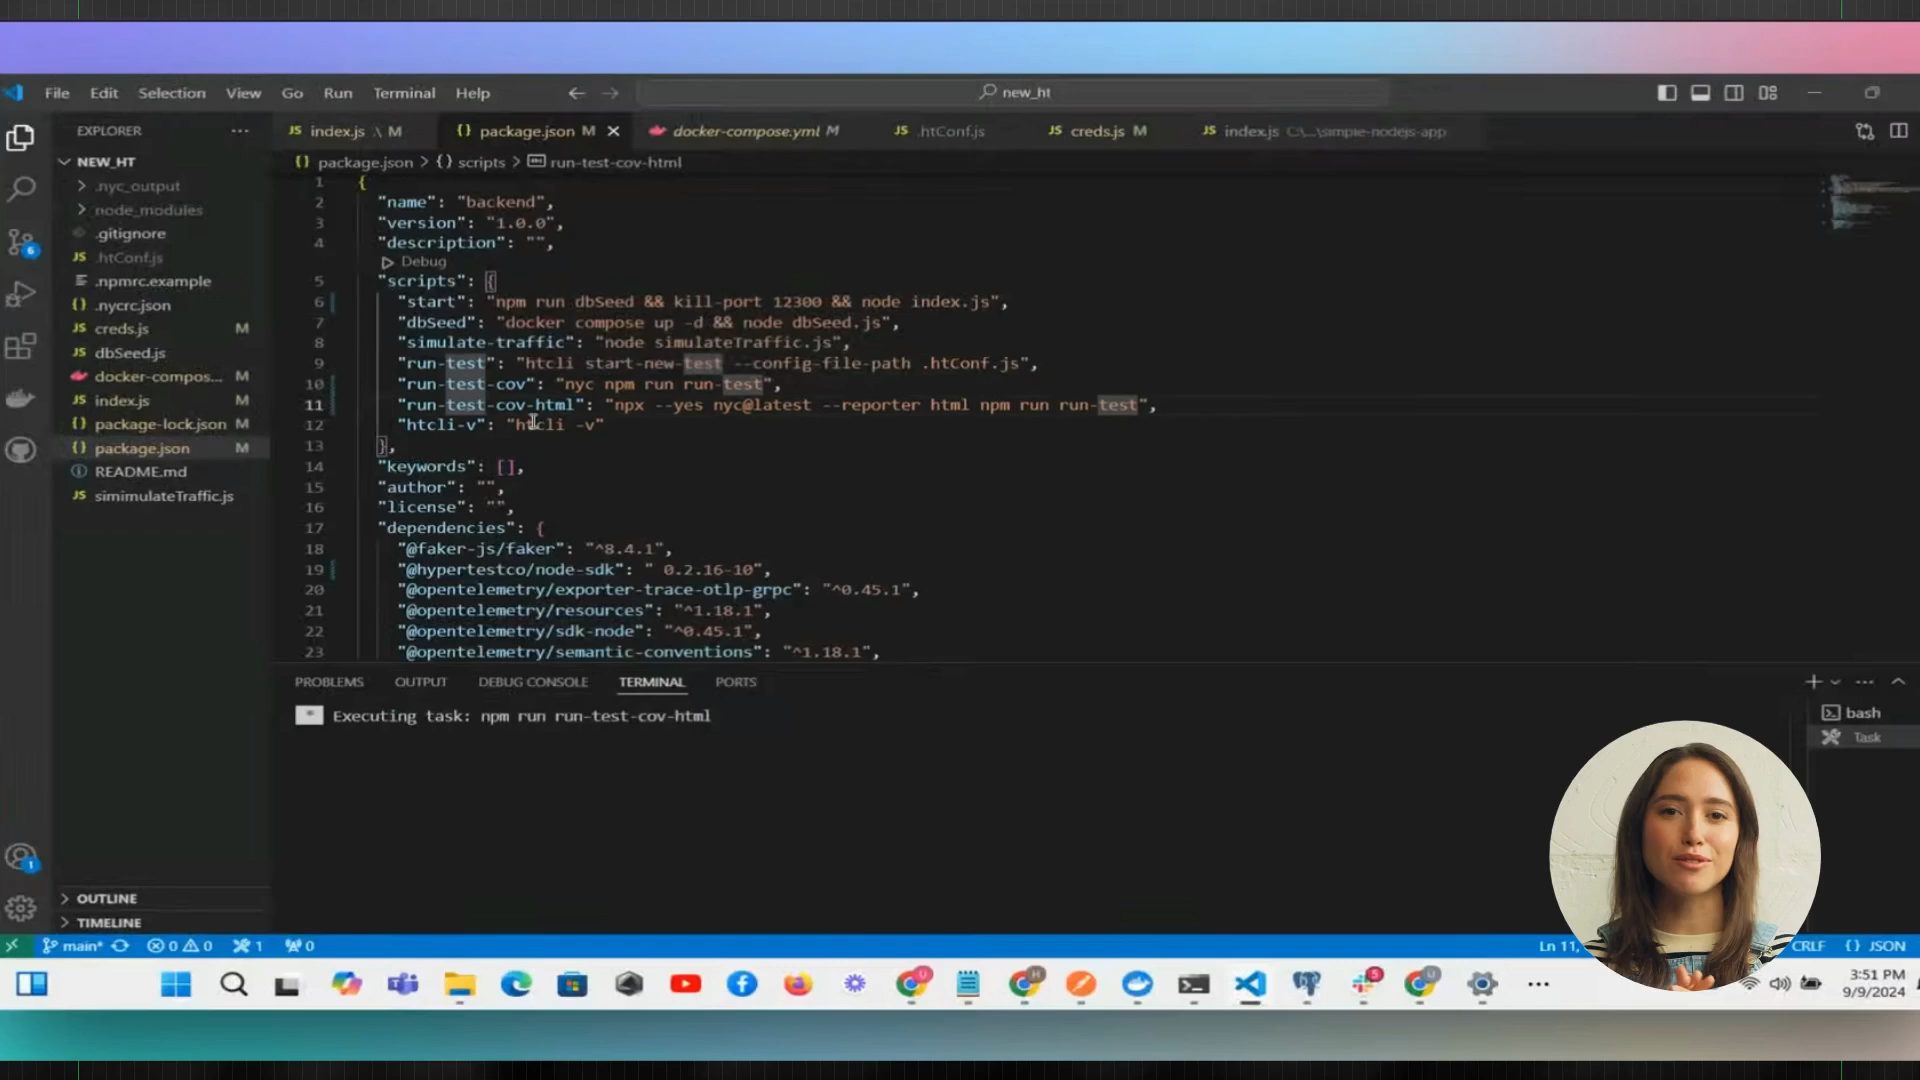 File Edit Selection View Go Run Terminal Help
new_ht
EXPLORER
index.js .\ M
package.json M
docker-compose.yml M
.htConf.js
creds.js M
index.js C:\...\simple-nodejs-app
NEW_HT
.nyc_output
node_modules
.gitignore
.htConf.js
.npmrc.example
.nycrc.json
creds.js M
dbSeed.js
docker-compos... M
index.js M
package-lock.json M
package.json M
README.md
simimulateTraffic.js
OUTLINE
TIMELINE
package.json > {} scripts > run-test-cov-html
1 {
2 "name": "backend",
3 "version": "1.0.0",
4 "description": "",
Debug
5 "scripts": {
6 "start": "npm run dbSeed && kill-port 12300 && node index.js",
7 "dbSeed": "docker compose up -d && node dbSeed.js",
8 "simulate-traffic": "node simulateTraffic.js",
9 "run-test": "htcli start-new-test --config-file-path .htConf.js",
10 "run-test-cov": "nyc npm run run-test",
11 "run-test-cov-html": "npx --yes nyc@latest --reporter html npm run run-test",
12 "htcli-v": "htcli -v"
13 },
14 "keywords": [],
15 "author": "",
16 "license": "",
17 "dependencies": {
18 "@faker-js/faker": "^8.4.1",
19 "@hypertestco/node-sdk": " 0.2.16-10",
20 "@opentelemetry/exporter-trace-otlp-grpc": "^0.45.1",
21 "@opentelemetry/resources": "^1.18.1",
22 "@opentelemetry/sdk-node": "^0.45.1",
23 "@opentelemetry/semantic-conventions": "^1.18.1",
PROBLEMS OUTPUT DEBUG CONSOLE TERMINAL PORTS
* Executing task: npm run run-test-cov-html
bash
Task
main* 0 0 1 0
Ln 11, CRLF {} JSON
3:51 PM
9/9/2024